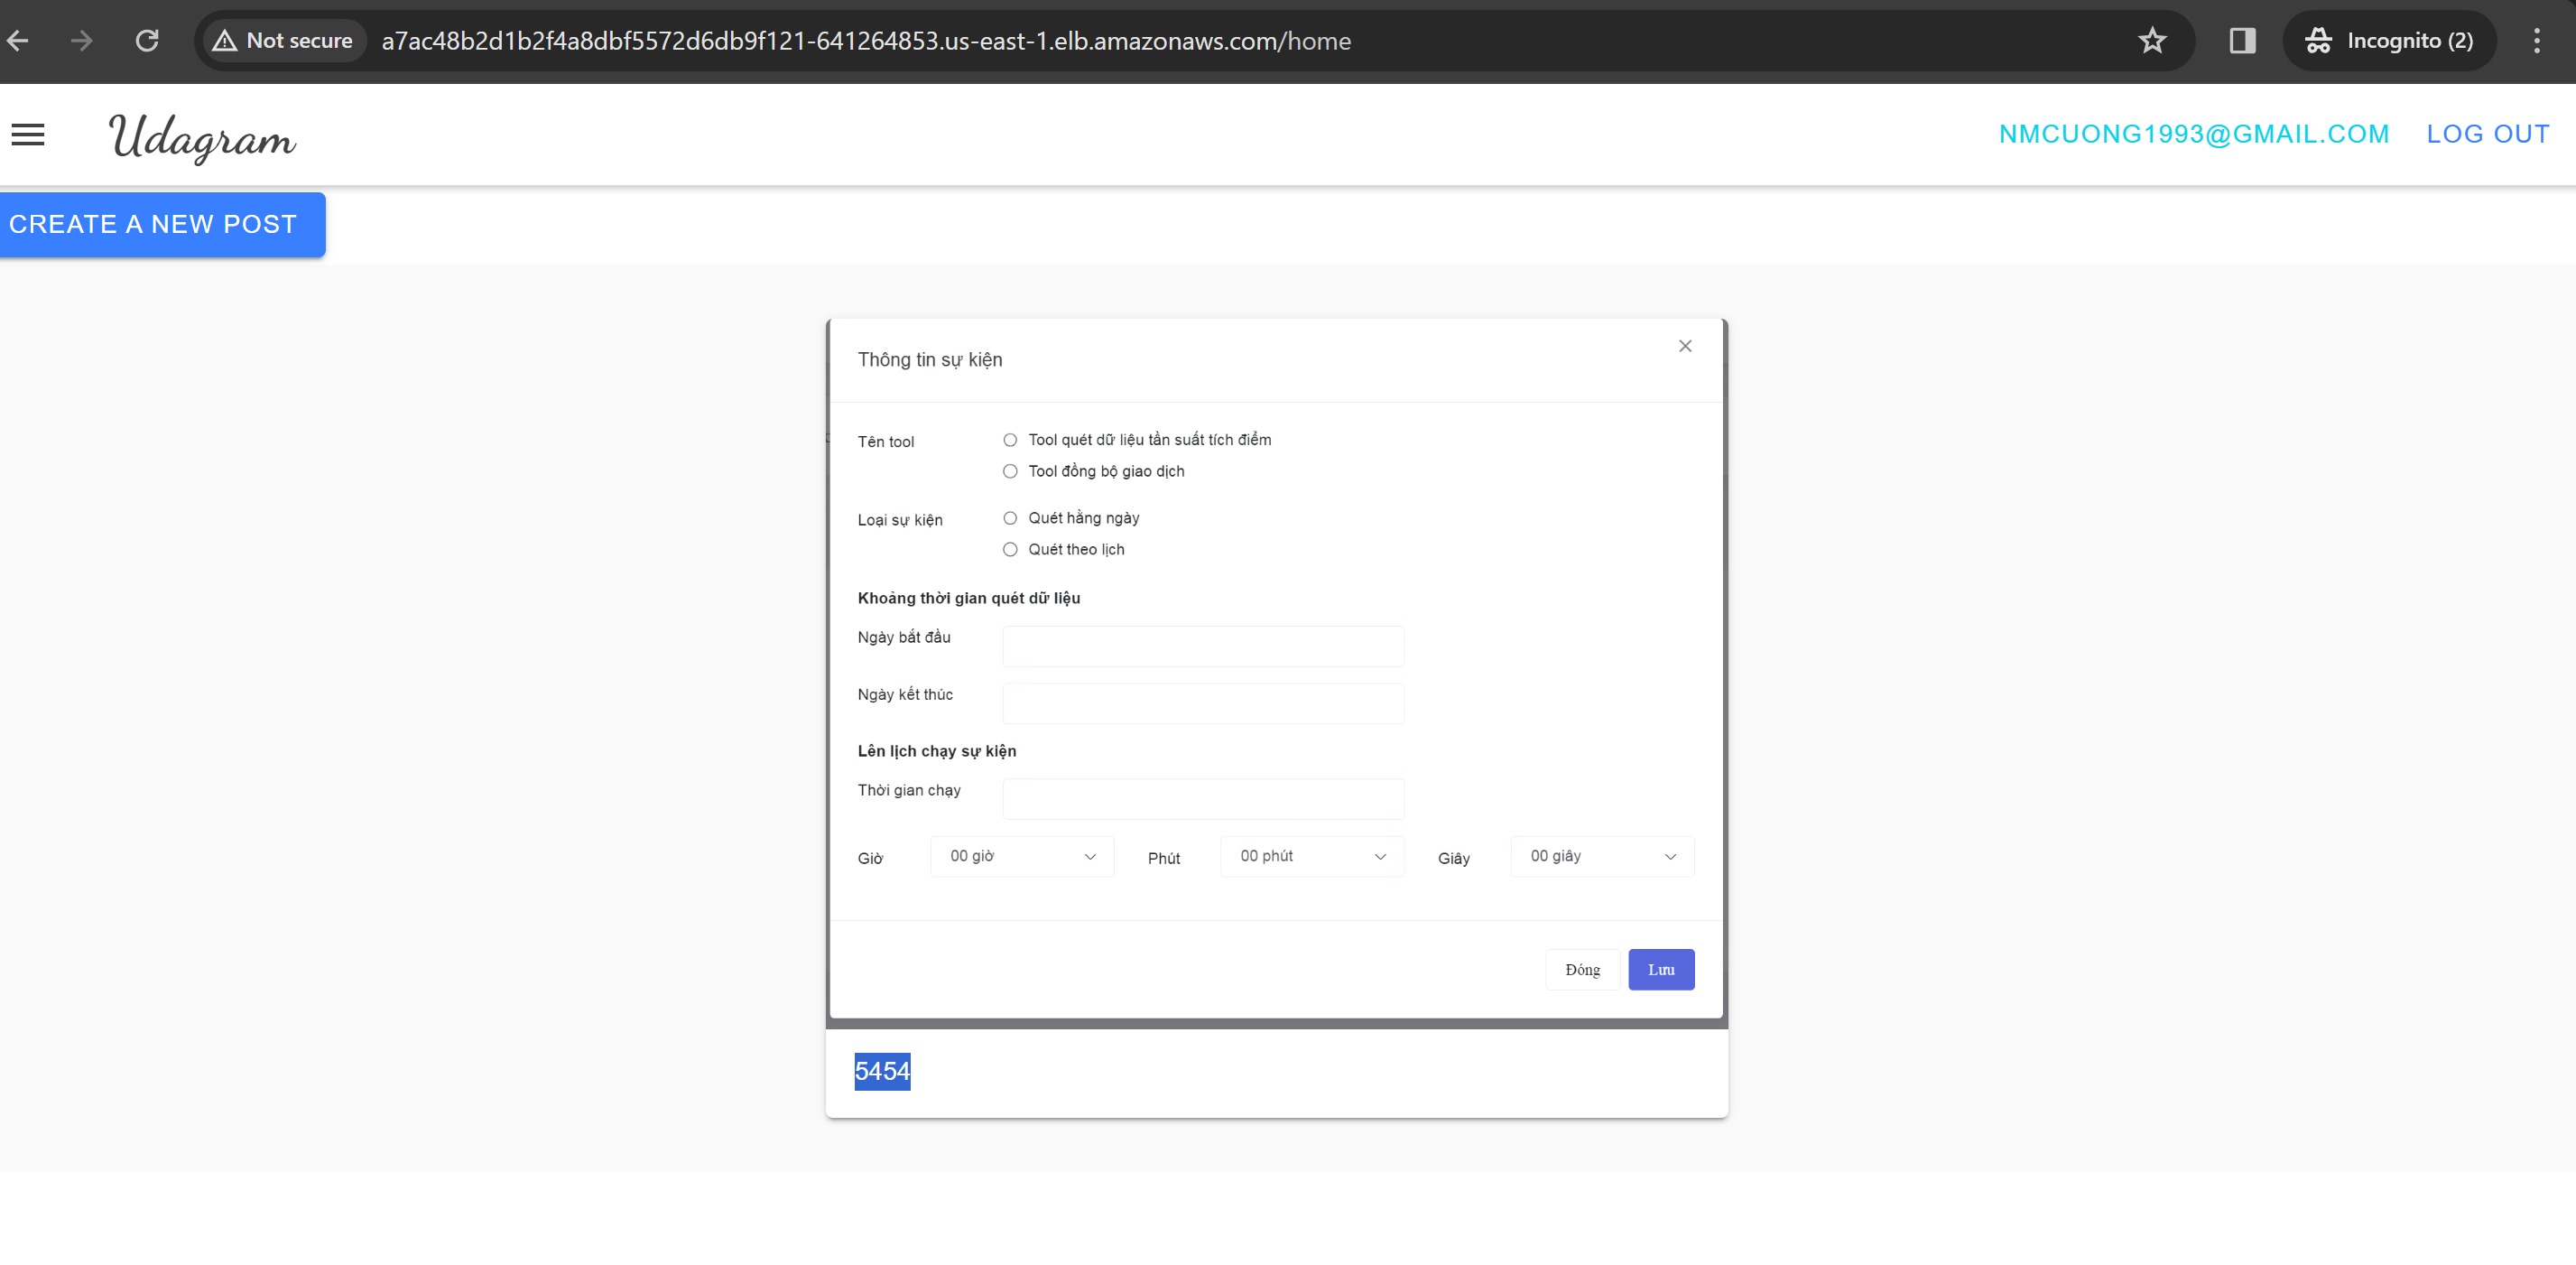 Not secure a7ac48b2d1b2f4a8dbf5572d6db9f121-641264853.us-east-1.elb.amazonaws.com/home Incognito (2)
Udagram NMCUONG1993@GMAIL.COM LOG OUT
CREATE A NEW POST
Thông tin sự kiện
Tên tool Tool quét dữ liệu tần suất tích điểm
Tool đồng bộ giao dịch
Loại sự kiện Quét hằng ngày
Quét theo lịch
Khoảng thời gian quét dữ liệu
Ngày bắt đầu
Ngày kết thúc
Lên lịch chạy sự kiện
Thời gian chạy
Giờ 00 giờ Phút 00 phút Giây 00 giây
Đóng Lưu
5454